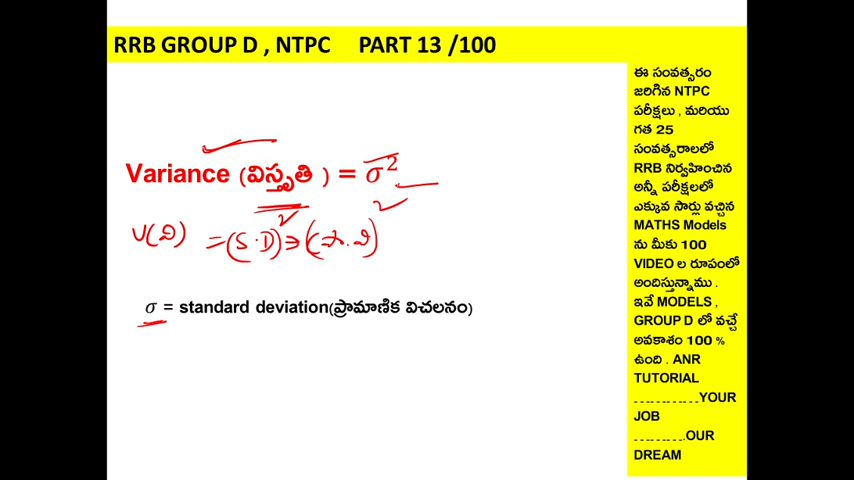 RRB GROUP D , NTPC PART 13 /100
Variance (విస్తృతి ) = σ²
V(వి) = (S.D)² ⇒
σ = standard deviation(ప్రామాణిక విచలనం)
ఈ సంవత్సరం
జరిగిన NTPC
పరీక్షలు , మరియు
గత 25
సంవత్సరాలలో
RRB నిర్వహించిన
అన్నీ పరీక్షలలో
ఎక్కువ సార్లు వచ్చిన
MATHS Models
ను మీకు 100
VIDEO ల రూపంలో
అందిస్తున్నాము .
ఇవే MODELS ,
GROUP D లో వచ్చే
అవకాశం 100 %
ఉంది . ANR
TUTORIAL
............YOUR
JOB
.........OUR
DREAM